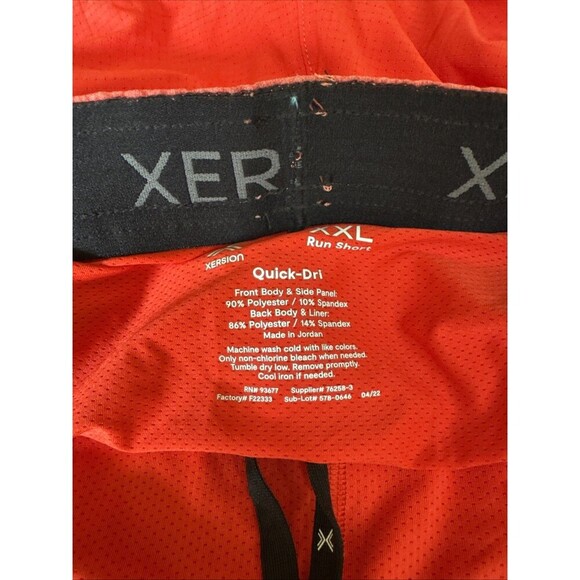 XER
X
XXL
XERSION
Run Short
Quick-Dri
Front Body & Side Panel:
90% Polyester / 10% Spandex
Back Body & Liner:
86% Polyester / 14% Spandex
Made in Jordan
Machine wash cold with like colors.
Only non-chlorine bleach when needed.
Tumble dry low. Remove promptly.
Cool iron if needed.
RN# 93677 Supplier# 76258-3
Factory# F22333 Sub-Lot# 578-0646 04/22